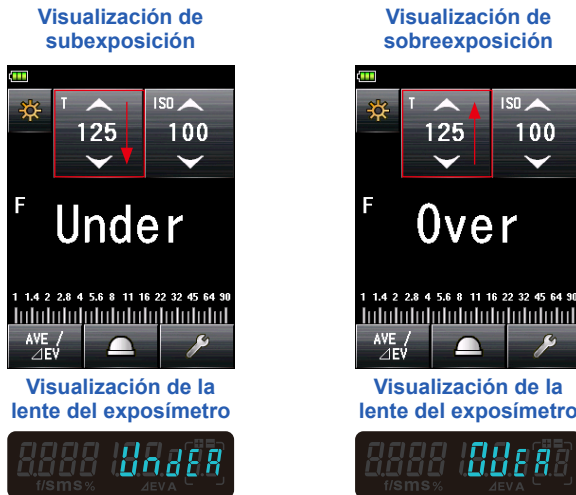 Visualización de
subexposición
T
125
ISO
100
F
Under
1 1.4 2 2.8 4 5.6 8 11 16 22 32 45 64 90
AVE /
⊿EV
Visualización de la
lente del exposímetro
UndER
f/sms%
⊿EVA
Visualización de
sobreexposición
T
125
ISO
100
F
Over
1 1.4 2 2.8 4 5.6 8 11 16 22 32 45 64 90
AVE /
⊿EV
Visualización de la
lente del exposímetro
OUER
f/sms%
⊿EVA